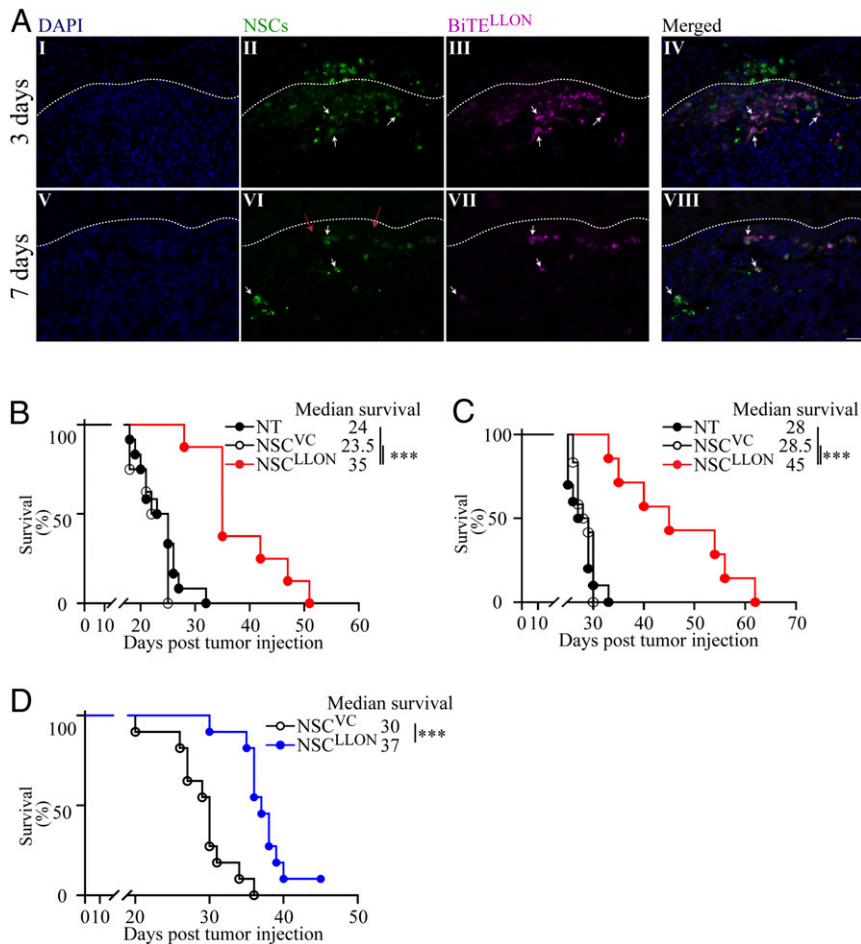 A
DAPI NSCs BiTE^LLON Merged
3 days
I II III IV
7 days
V VI VII VIII
B
Median survival
NT 24
NSC^VC 23.5
NSC^LLON 35
***
Survival (%)
100
50
0
0 10 20 30 40 50 60
Days post tumor injection
C
Median survival
NT 28
NSC^VC 28.5
NSC^LLON 45
***
Survival (%)
100
50
0
0 10 30 40 50 60 70
Days post tumor injection
D
Median survival
NSC^VC 30
NSC^LLON 37
***
Survival (%)
100
50
0
0 10 20 30 40 50
Days post tumor injection